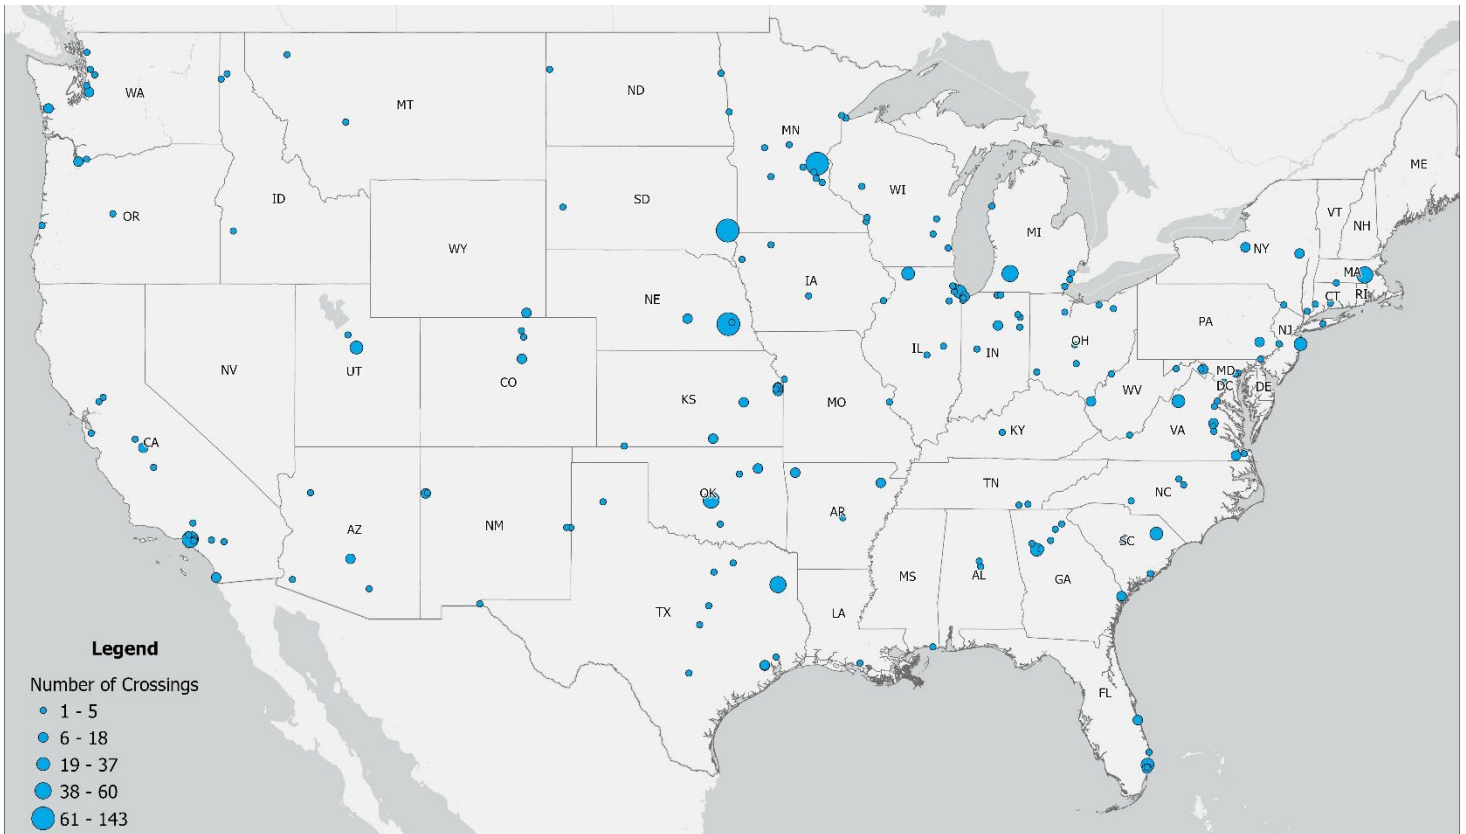 WA
MT
ND
MN
ME
OR
ID
SD
WI
VT
NH
WY
MI
NY
MA
CT
RI
IA
NE
PA
NJ
NV
UT
CO
IL
IN
OH
MD
DC
DE
WV
KS
MO
CA
KY
VA
TN
NC
OK
AR
AZ
NM
SC
MS
AL
GA
TX
LA
FL
Legend
Number of Crossings
1 - 5
6 - 18
19 - 37
38 - 60
61 - 143